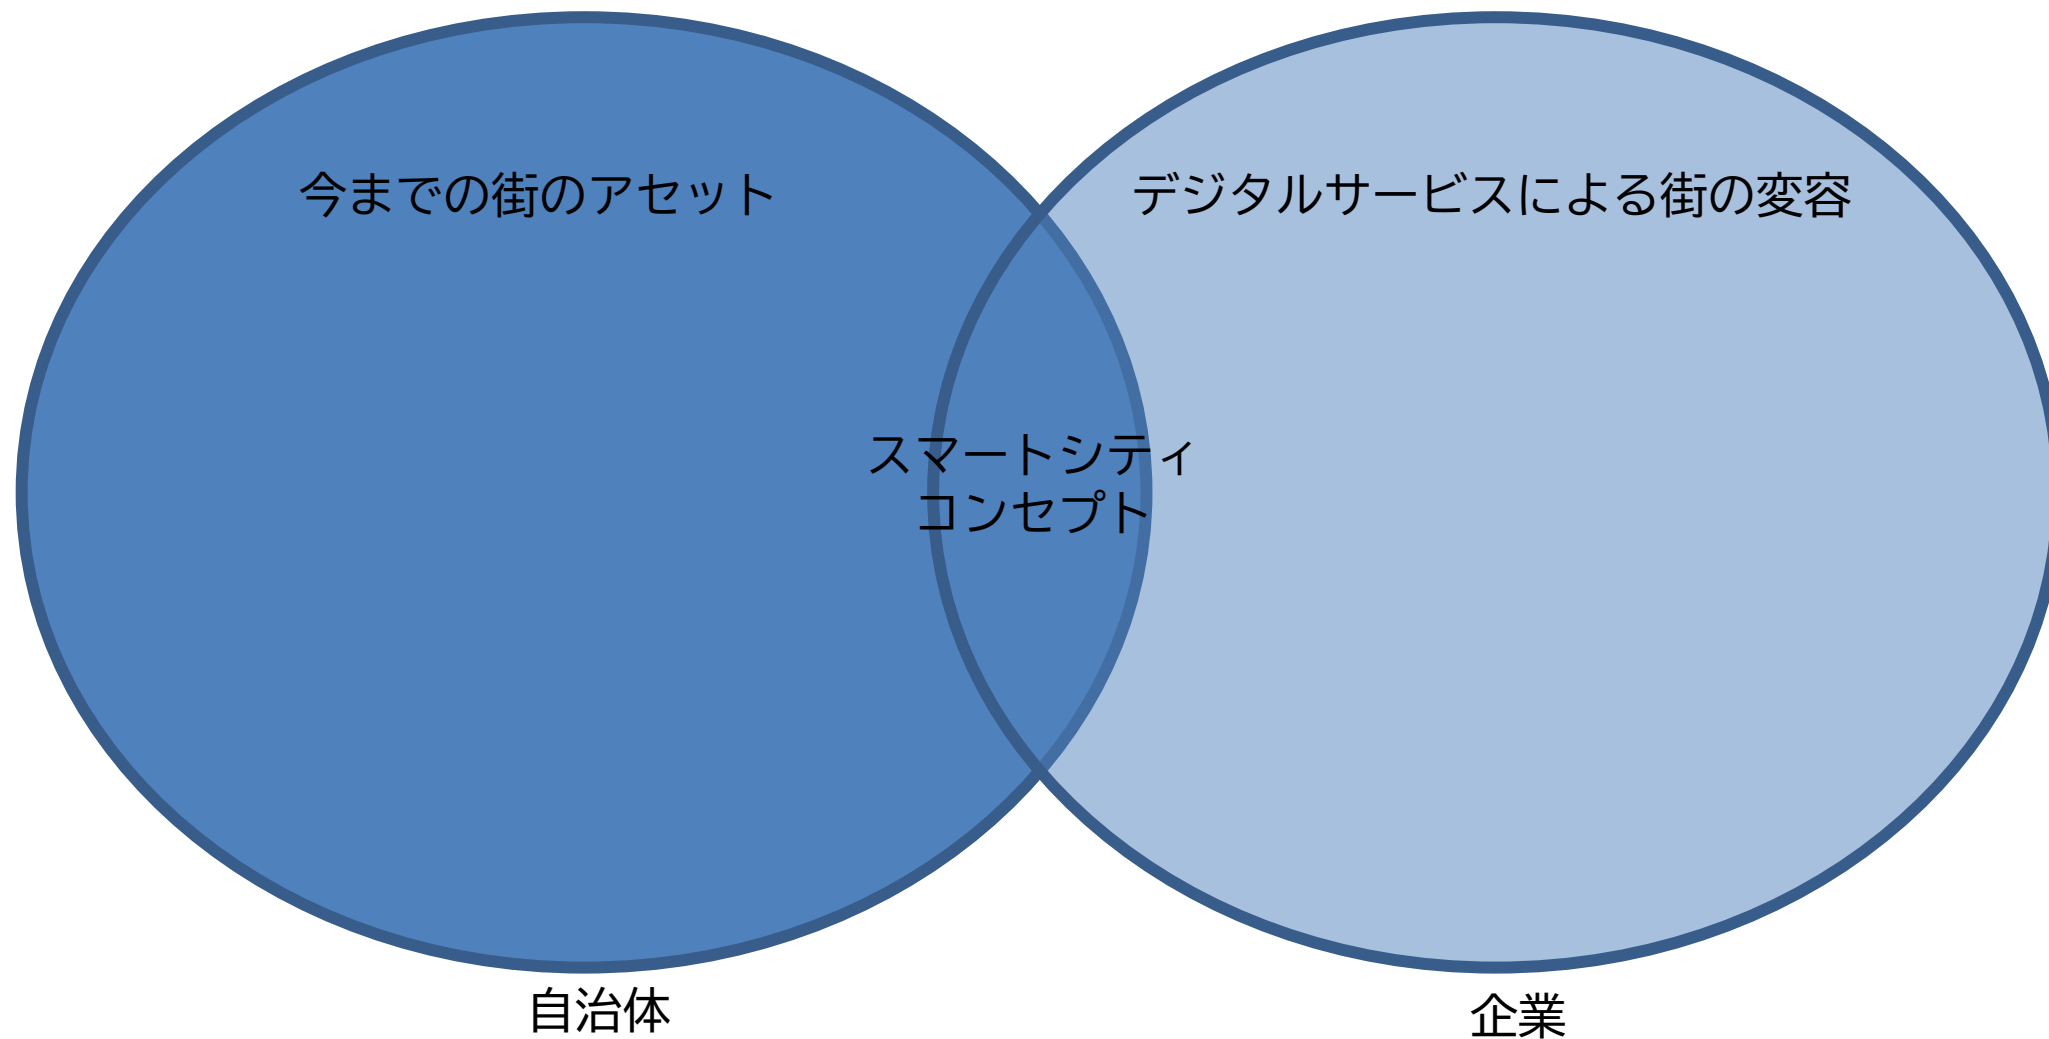 今までの街のアセット
デジタルサービスによる街の変容
スマートシティ
コンセプト
自治体
企業